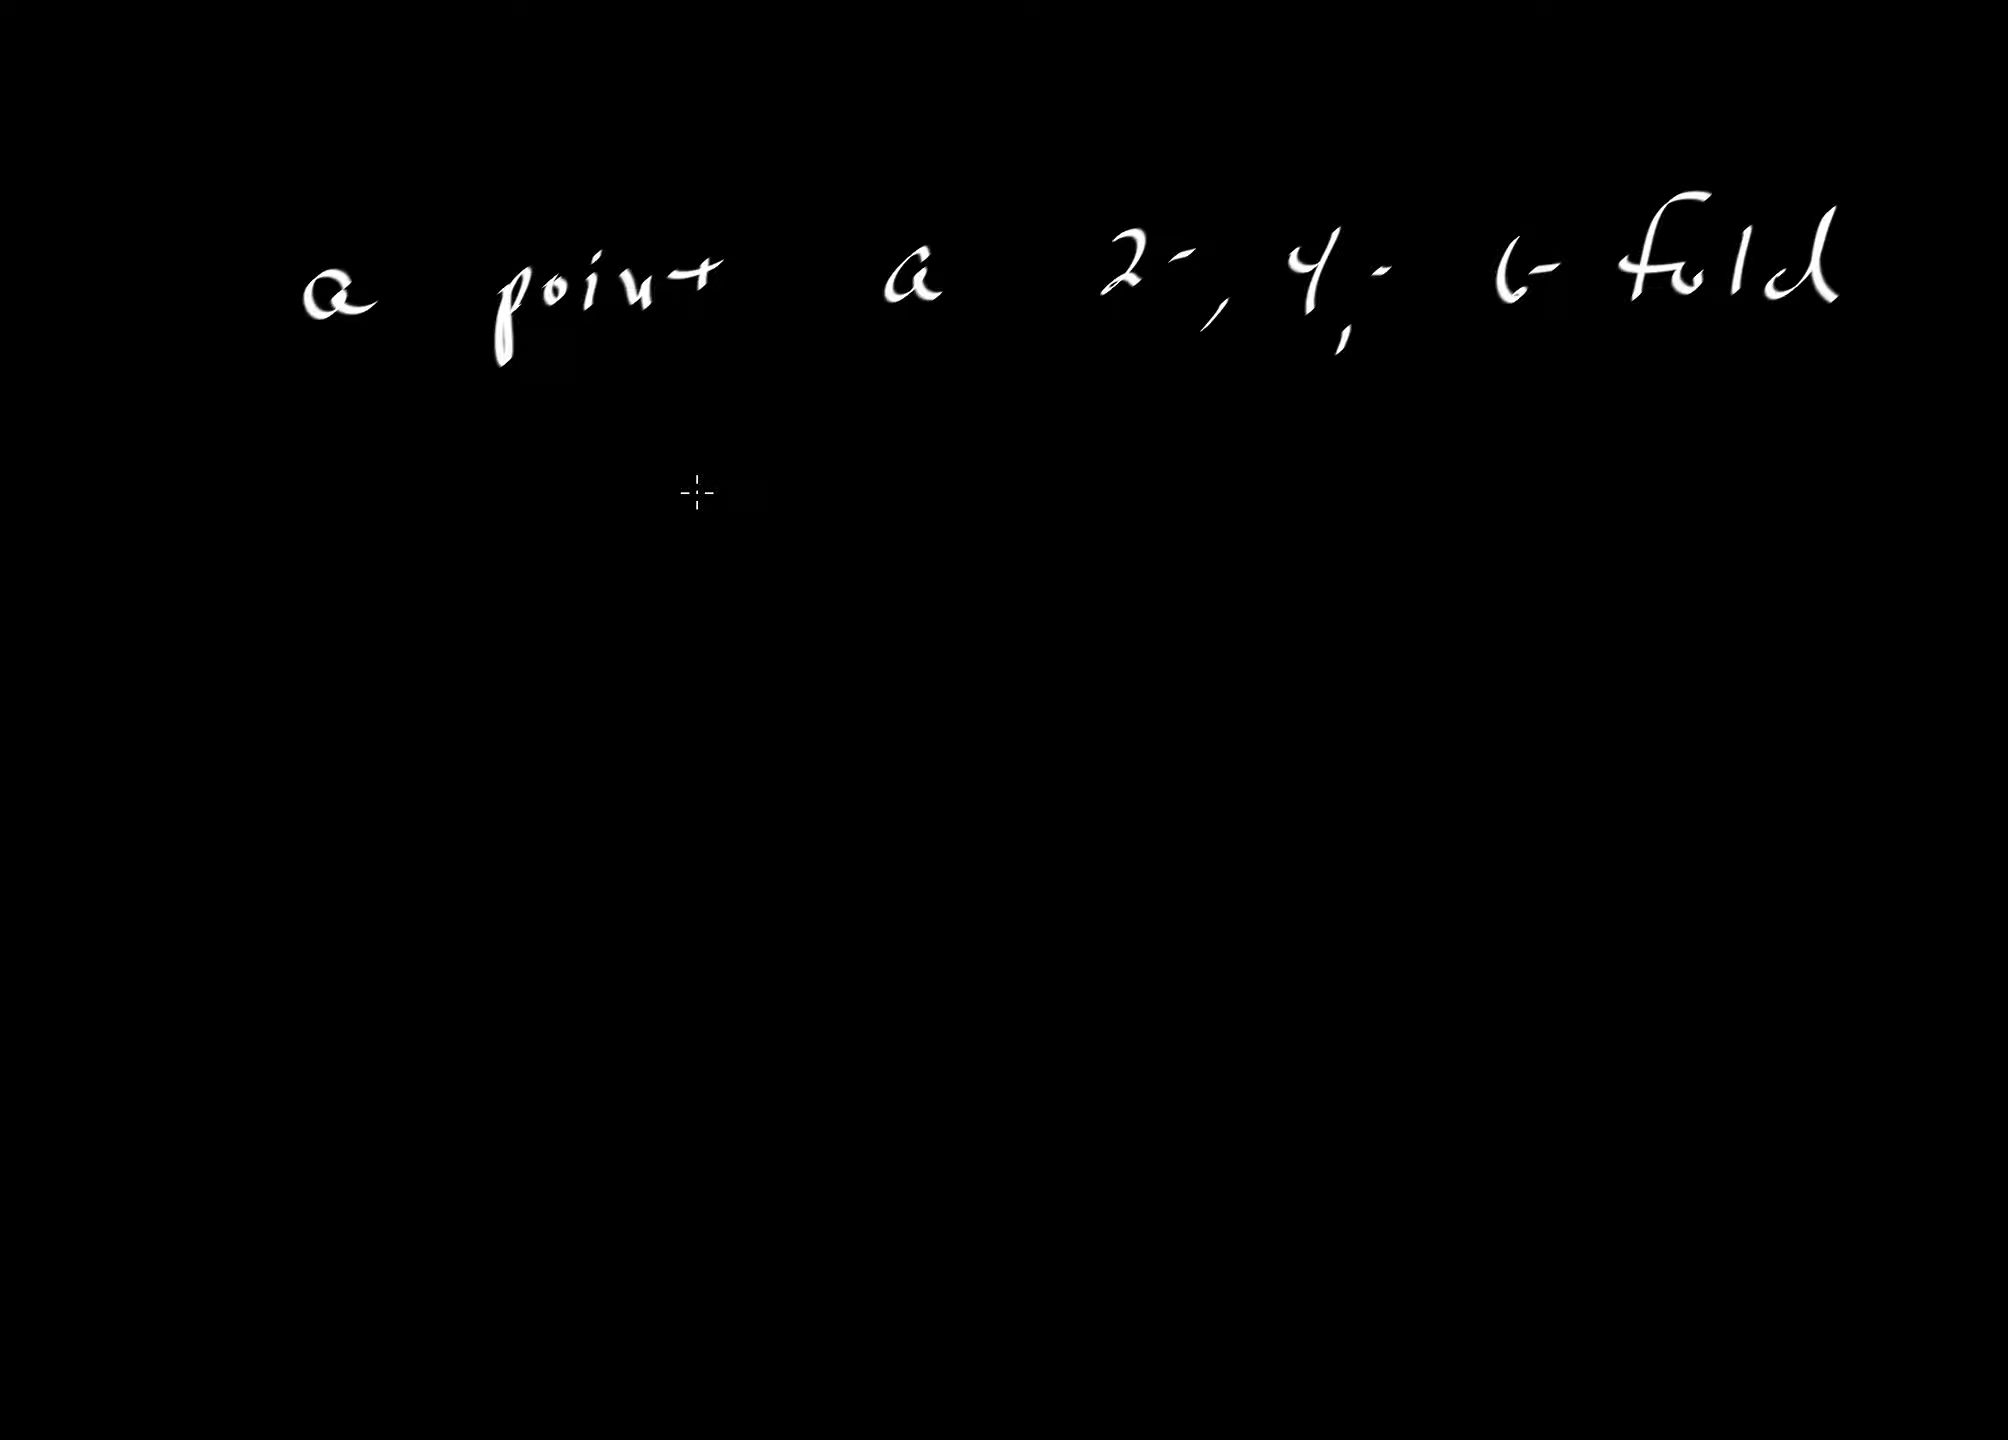 a point a 2-, 4-, 6-fold